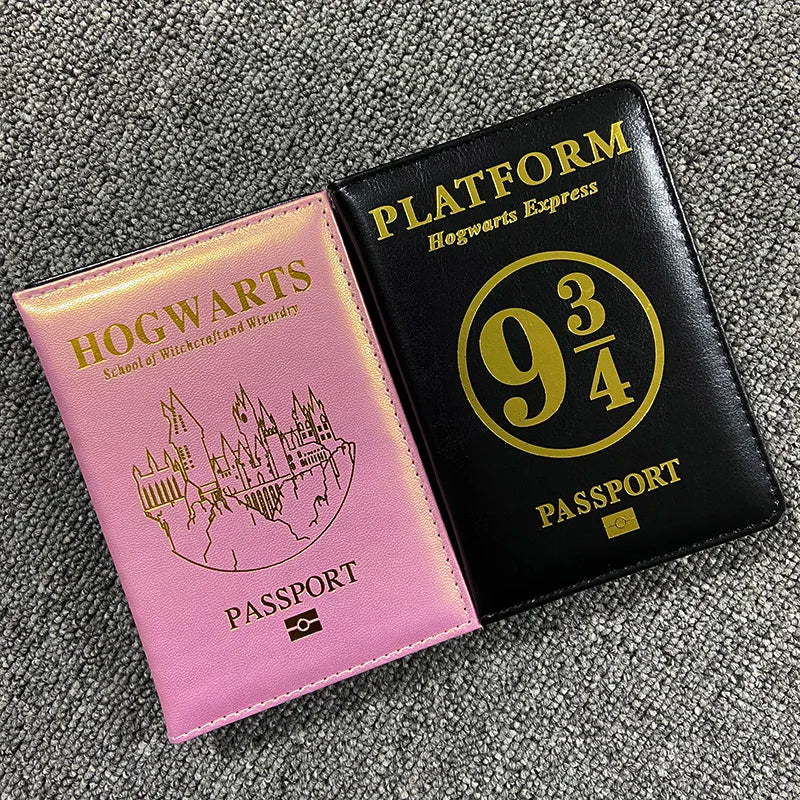 HOGWARTS
School of Witchcraft and Wizardry
PASSPORT
PLATFORM
Hogwarts Express
9 3/4
PASSPORT